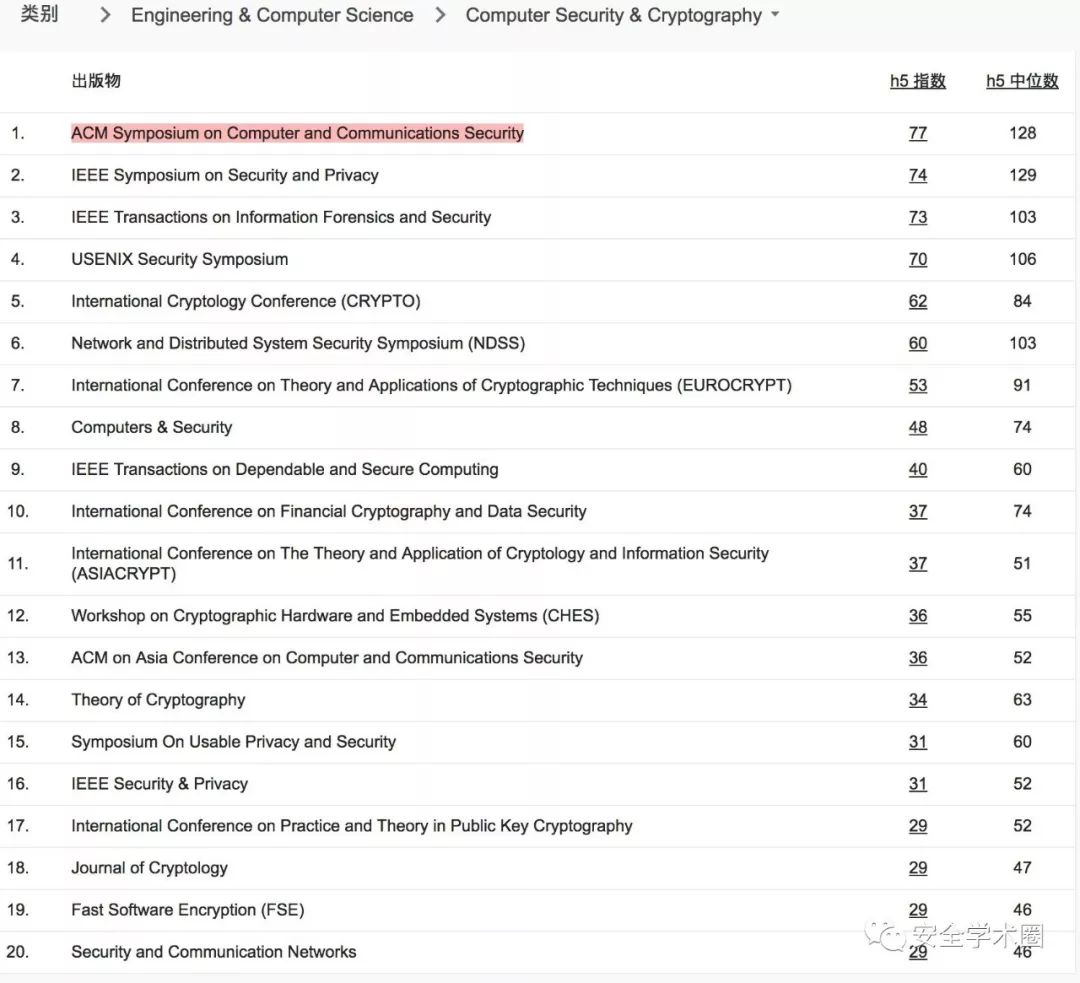 类别 > Engineering & Computer Science > Computer Security & Cryptography
出版物 h5 指数 h5 中位数
1. ACM Symposium on Computer and Communications Security 77 128
2. IEEE Symposium on Security and Privacy 74 129
3. IEEE Transactions on Information Forensics and Security 73 103
4. USENIX Security Symposium 70 106
5. International Cryptology Conference (CRYPTO) 62 84
6. Network and Distributed System Security Symposium (NDSS) 60 103
7. International Conference on Theory and Applications of Cryptographic Techniques (EUROCRYPT) 53 91
8. Computers & Security 48 74
9. IEEE Transactions on Dependable and Secure Computing 40 60
10. International Conference on Financial Cryptography and Data Security 37 74
11. International Conference on The Theory and Application of Cryptology and Information Security
(ASIACRYPT) 37 51
12. Workshop on Cryptographic Hardware and Embedded Systems (CHES) 36 55
13. ACM on Asia Conference on Computer and Communications Security 36 52
14. Theory of Cryptography 34 63
15. Symposium On Usable Privacy and Security 31 60
16. IEEE Security & Privacy 31 52
17. International Conference on Practice and Theory in Public Key Cryptography 29 52
18. Journal of Cryptology 29 47
19. Fast Software Encryption (FSE) 29 46
安全学术圈
20. Security and Communication Networks 29 46